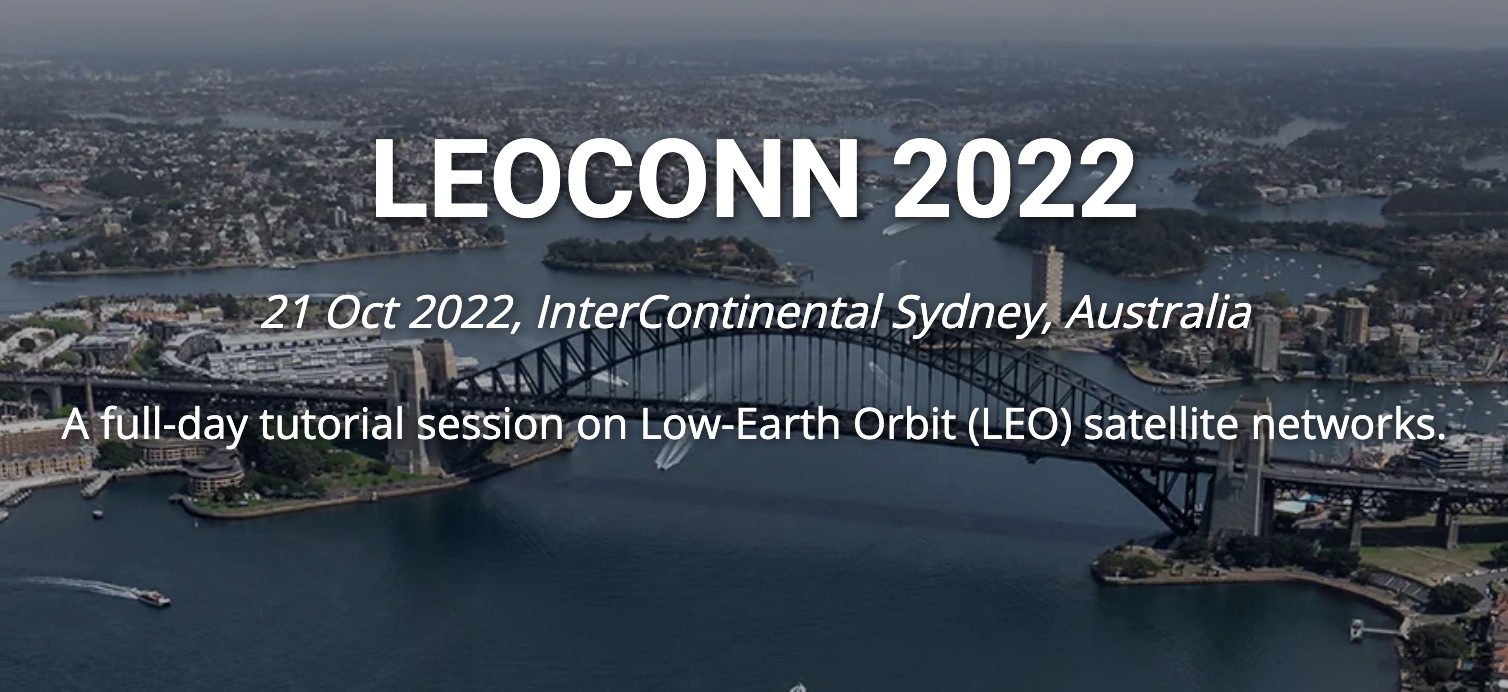 LEOCONN 2022
21 Oct 2022, InterContinental Sydney, Australia
A full-day tutorial session on Low-Earth Orbit (LEO) satellite networks.